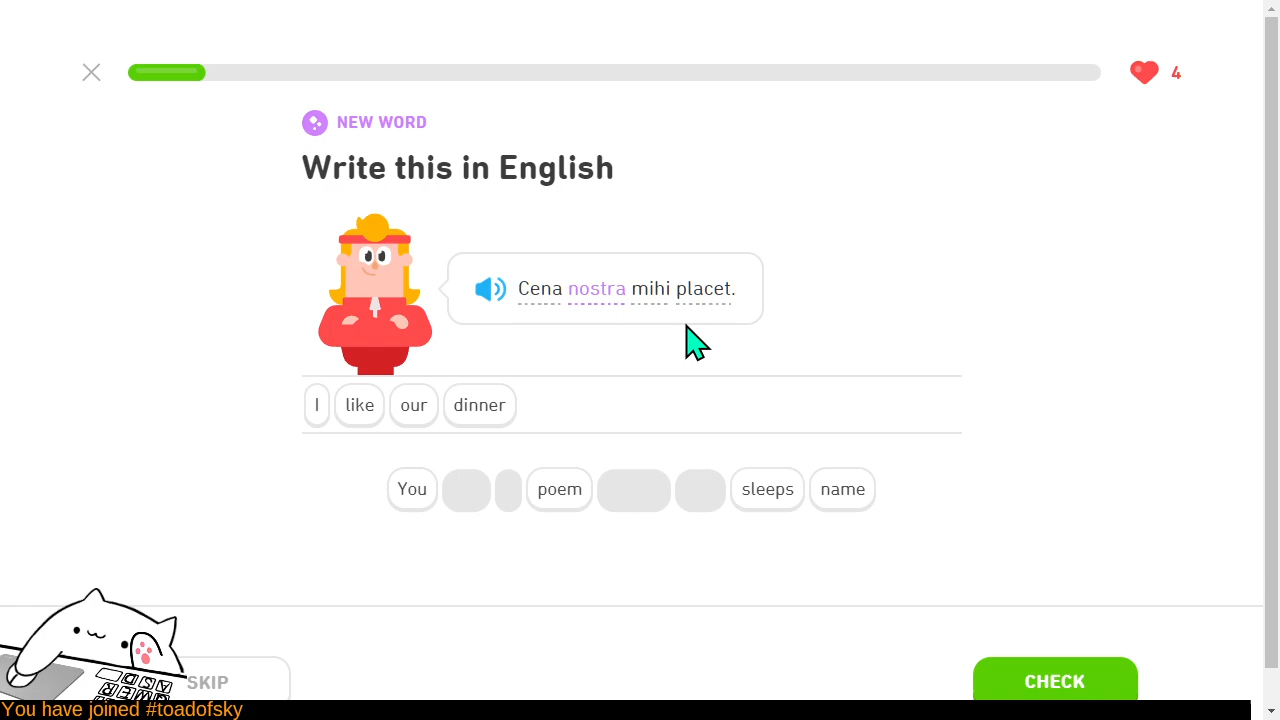 4
NEW WORD
Write this in English
Cena nostra mihi placet.
I like our dinner
You poem sleeps name
SKIP
CHECK
You have joined #toadofsky